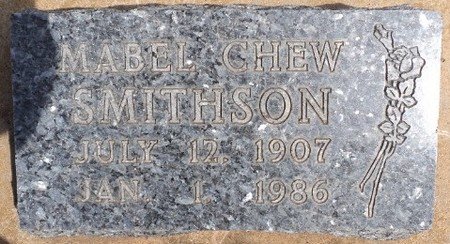 MABEL CHEW
SMITHSON
JULY 12, 1907
JAN. 1, 1986